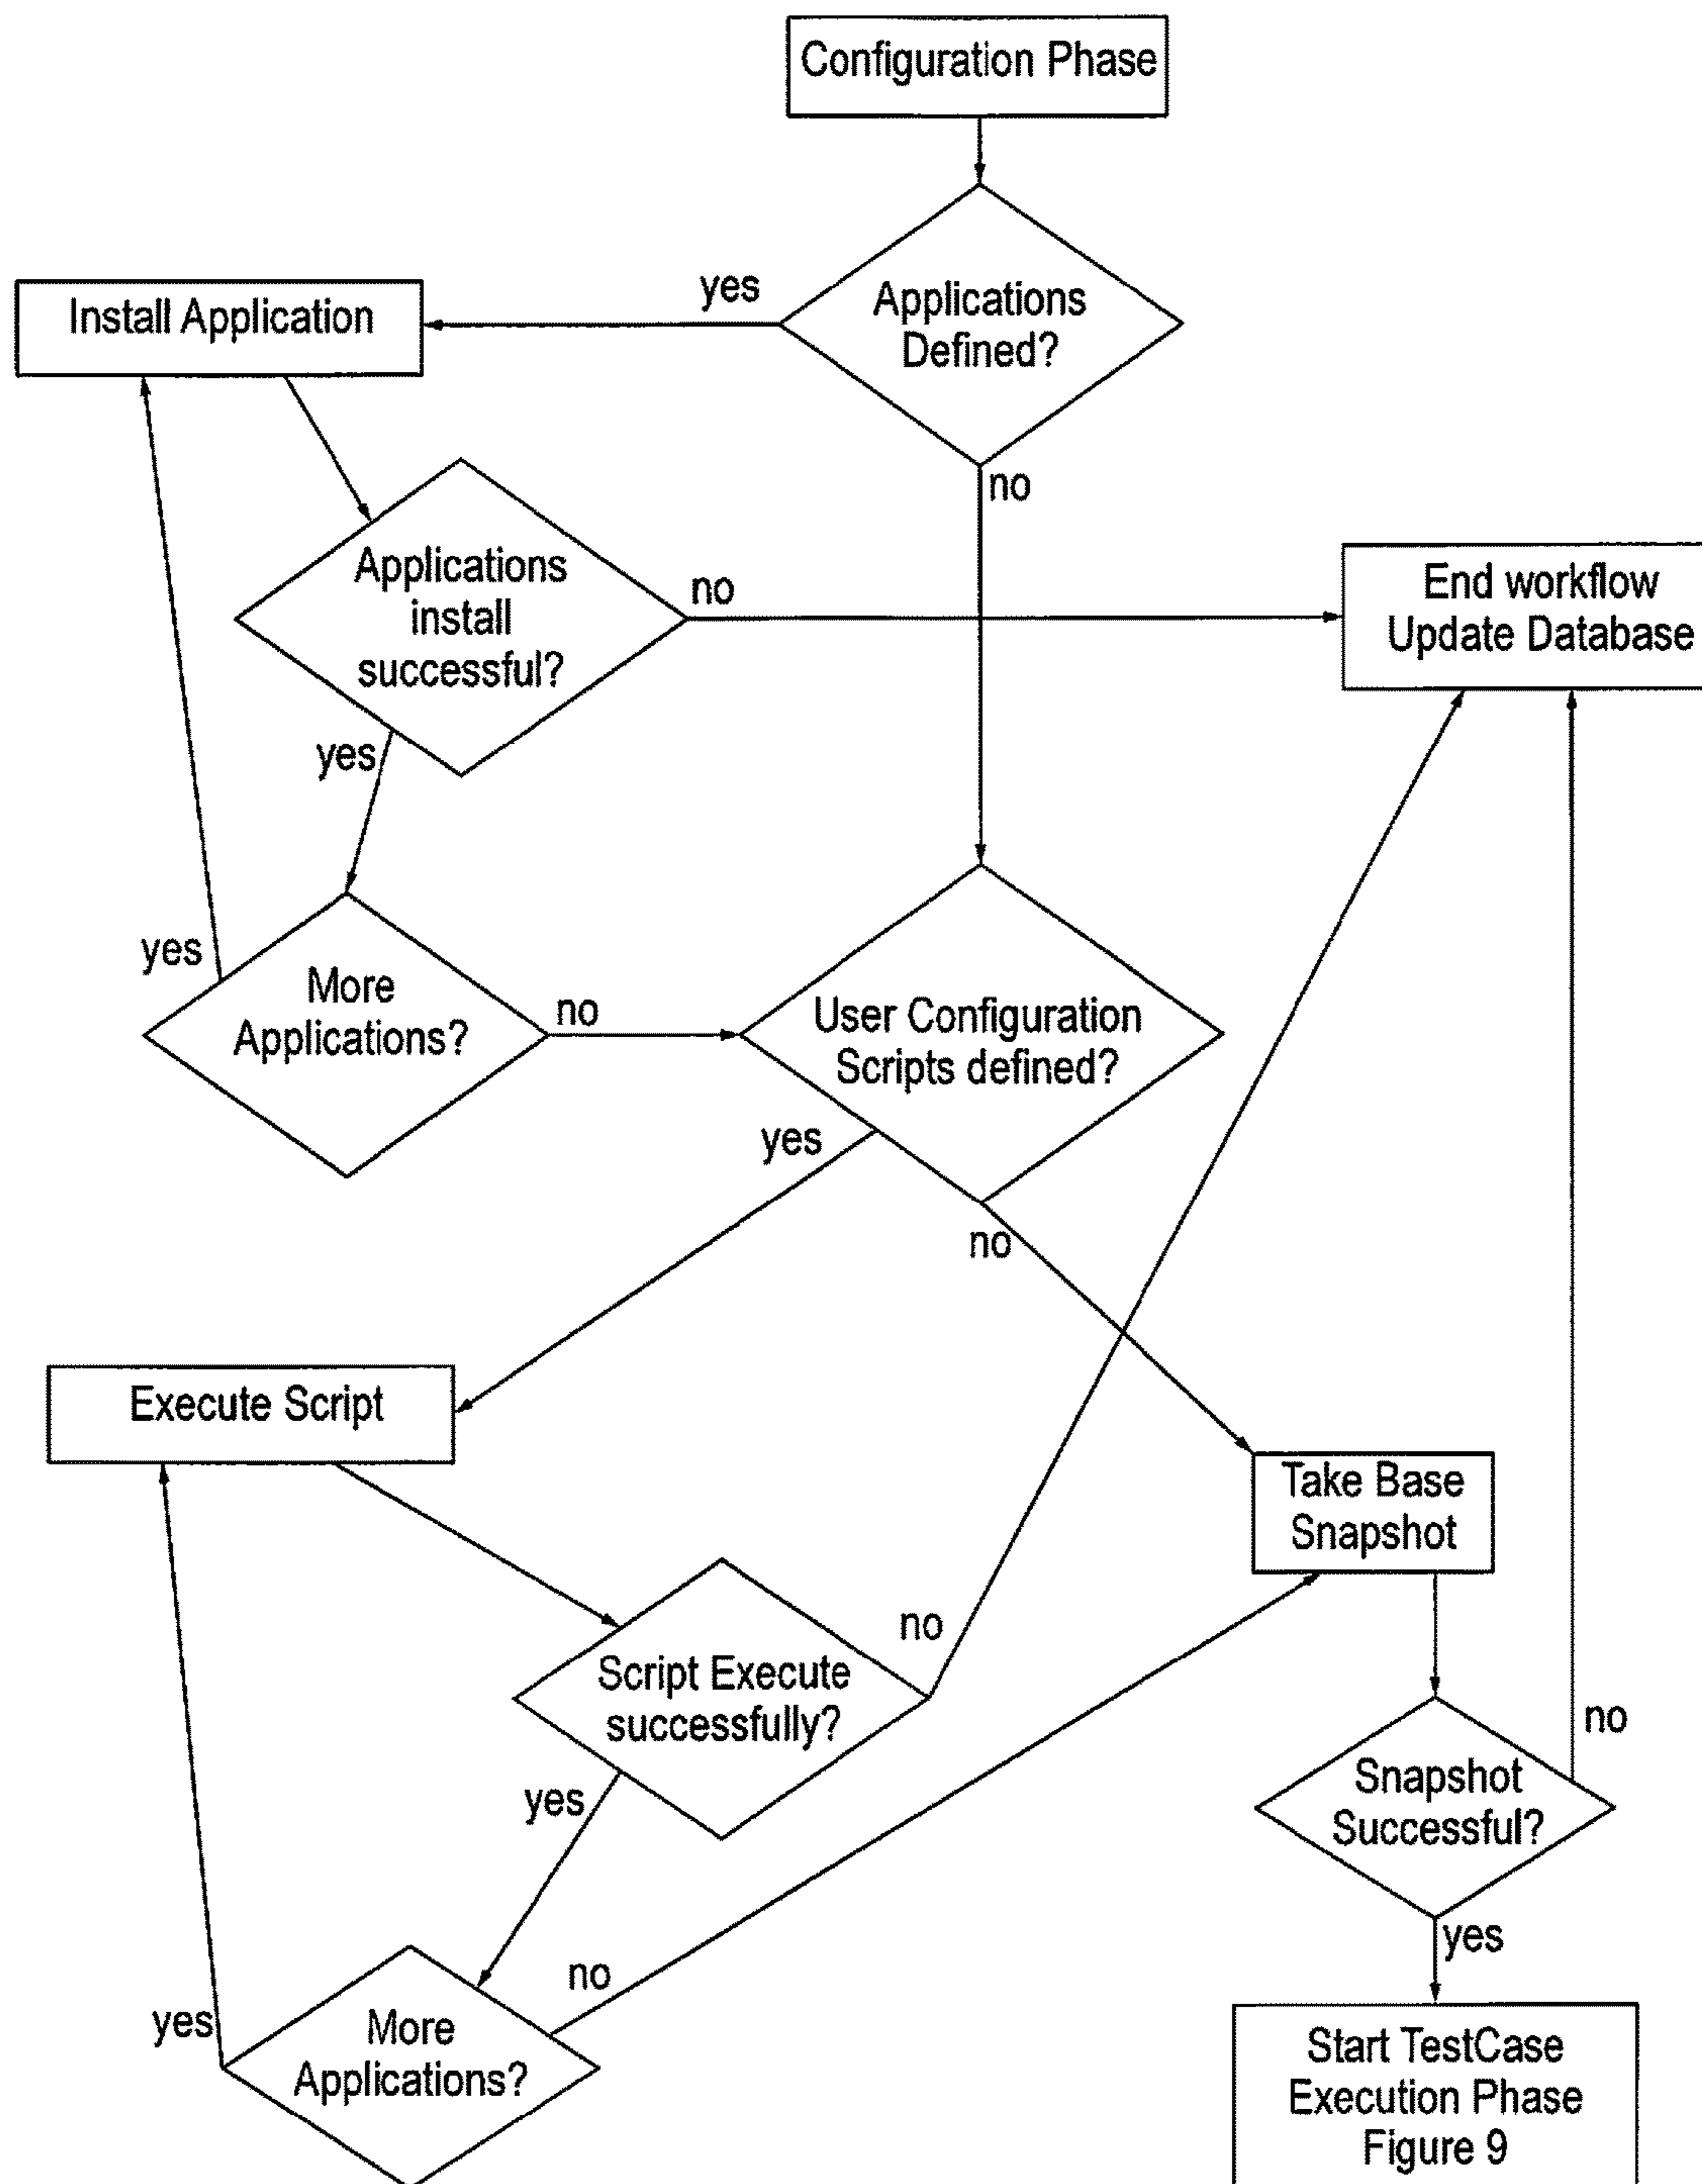 Configuration Phase
yes
Applications
Defined?
Install Application
no
Applications
install
successful?
no
End workflow
Update Database
yes
yes
More
Applications?
no
User Configuration
Scripts defined?
yes
no
Execute Script
Take Base
Snapshot
no
Script Execute
successfully?
no
Snapshot
Successful?
yes
yes
no
yes
More
Applications?
Start TestCase
Execution Phase
Figure 9